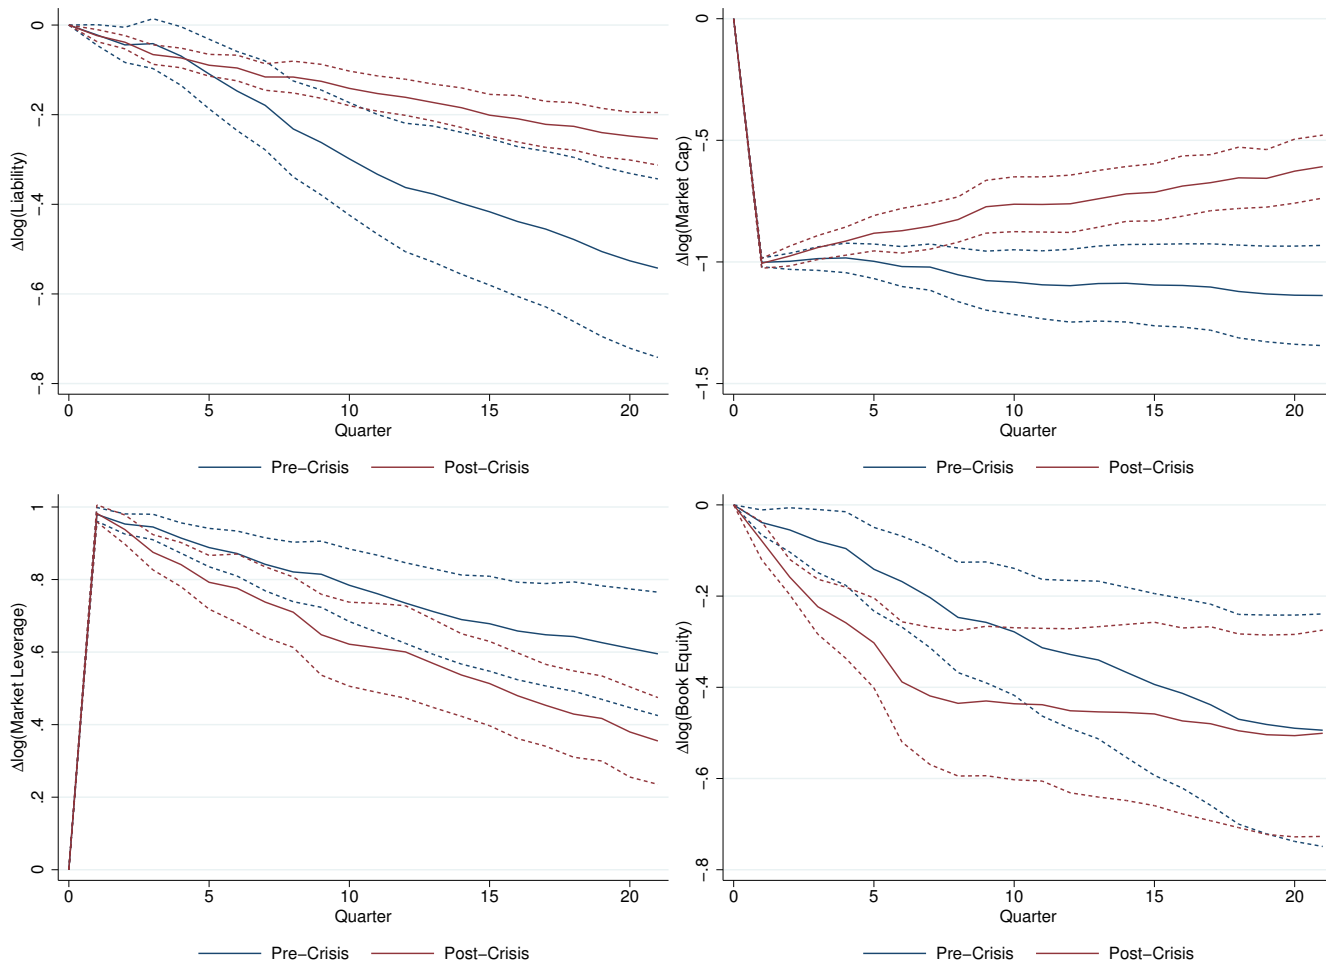 Δlog(Liability)
0
−.2
−.4
−.6
−.8
0 5 10 15 20
Quarter
Pre−Crisis Post−Crisis
Δlog(Market Cap)
0
−.5
−1
−1.5
0 5 10 15 20
Quarter
Pre−Crisis Post−Crisis
Δlog(Market Leverage)
1
.8
.6
.4
.2
0
0 5 10 15 20
Quarter
Pre−Crisis Post−Crisis
Δlog(Book Equity)
0
−.2
−.4
−.6
−.8
0 5 10 15 20
Quarter
Pre−Crisis Post−Crisis